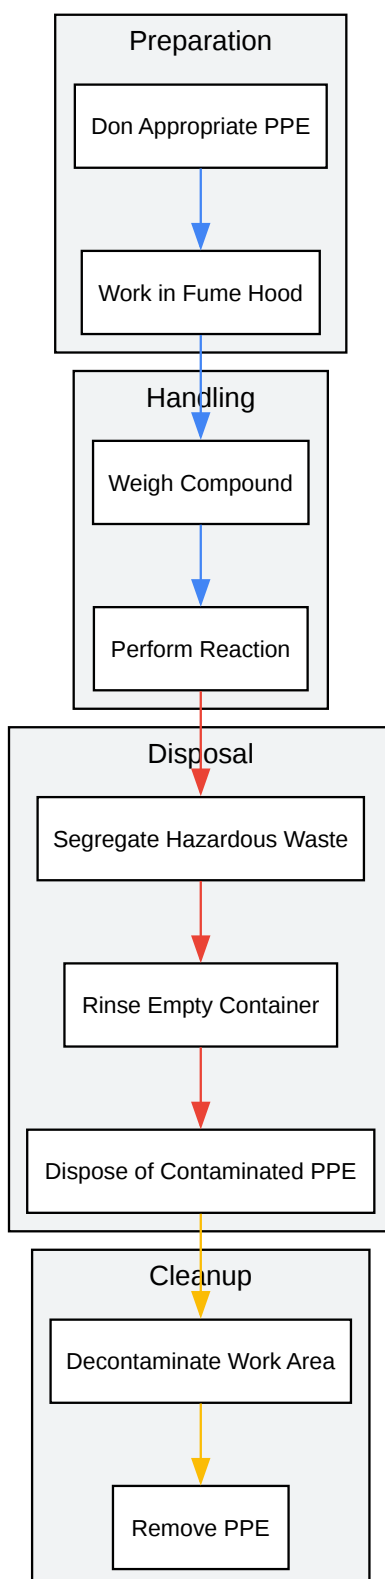 Preparation
Don Appropriate PPE
Work in Fume Hood
Handling
Weigh Compound
Perform Reaction
Disposal
Segregate Hazardous Waste
Rinse Empty Container
Dispose of Contaminated PPE
Cleanup
Decontaminate Work Area
Remove PPE